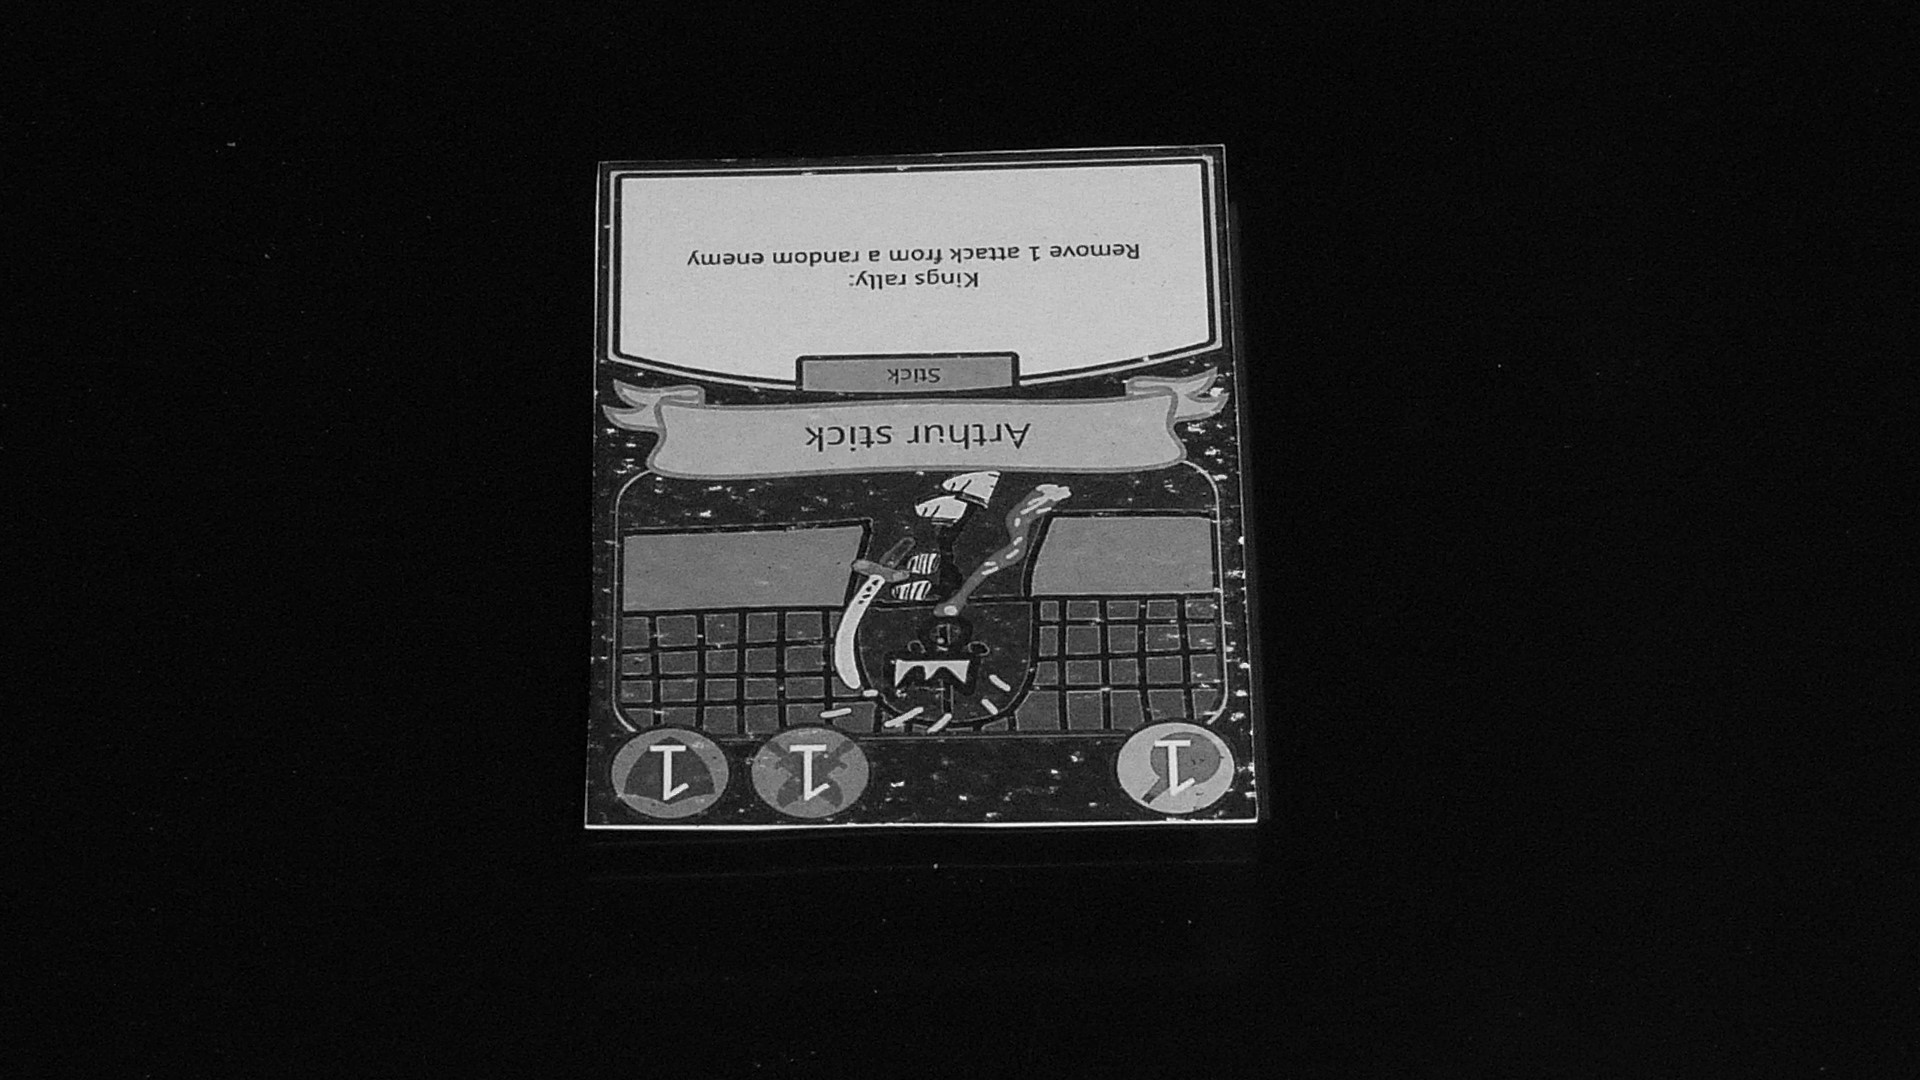 1 1 1
Arthur stick
Stick
Kings rally:
Remove 1 attack from a random enemy